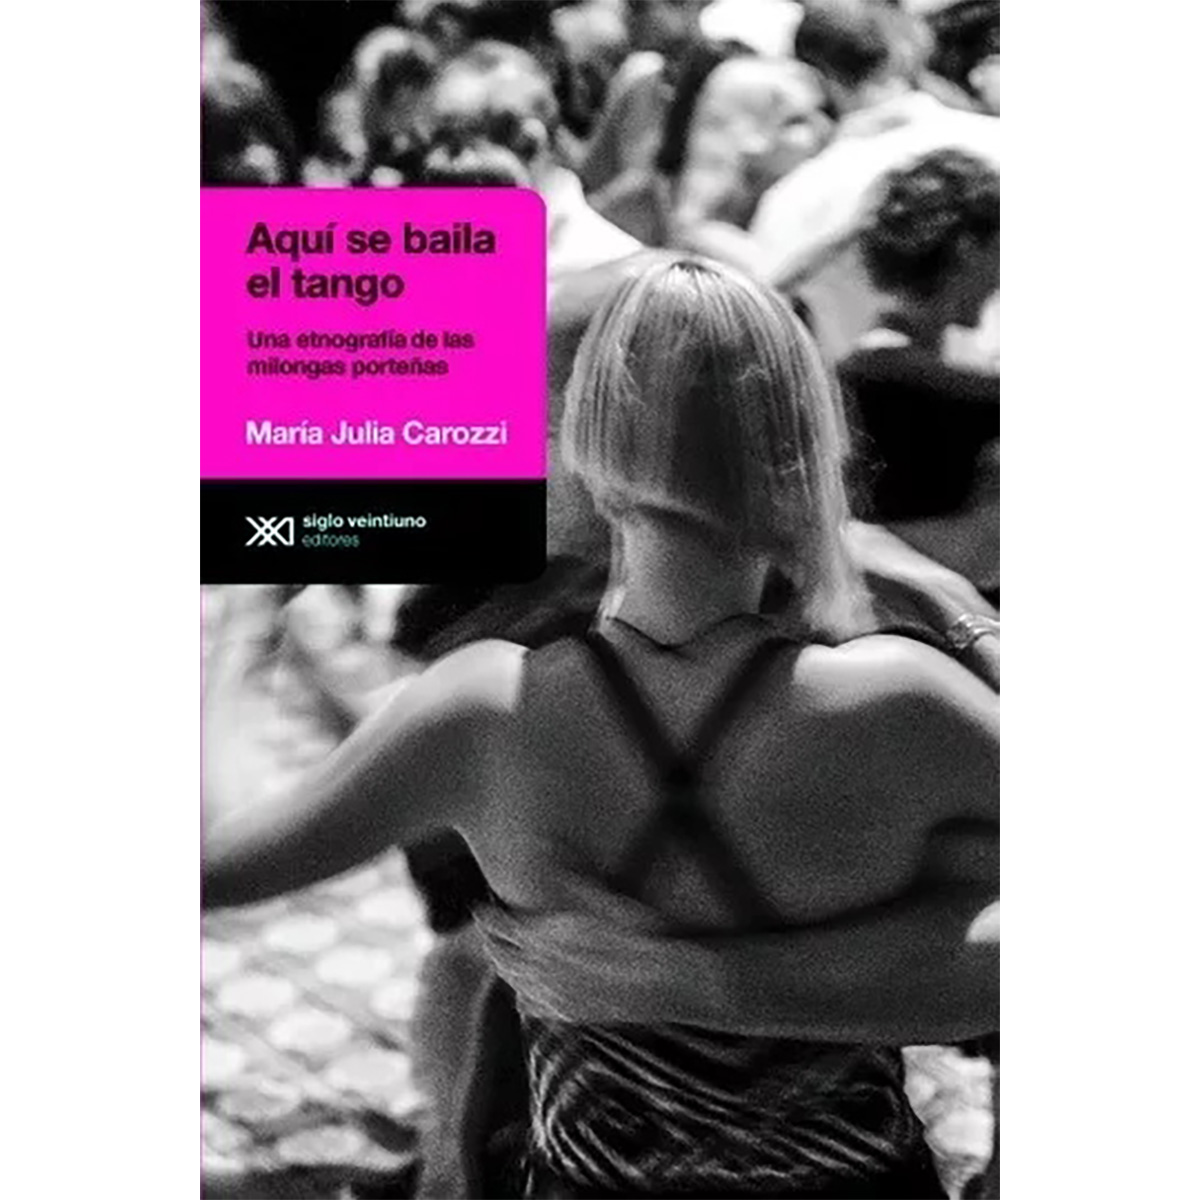 Aquí se baila
el tango
Una etnografía de las
milongas porteñas
María Julia Carozzi
siglo veintiuno
editores